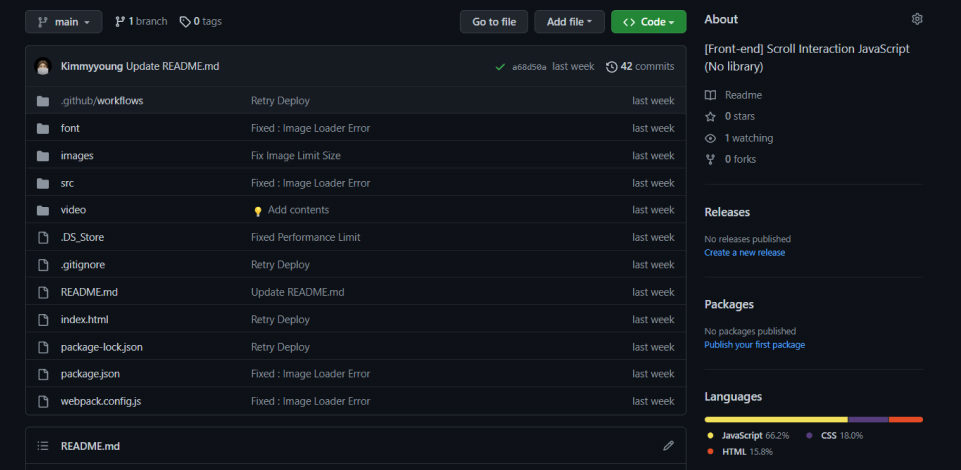 main 1 branch 0 tags Go to file Add file Code
Kimmyyoung Update README.md a68d50a last week 42 commits
.github/workflows Retry Deploy last week
font Fixed : Image Loader Error last week
images Fix Image Limit Size last week
src Fixed : Image Loader Error last week
video Add contents last week
.DS_Store Fixed Performance Limit last week
.gitignore Retry Deploy last week
README.md Update README.md last week
index.html Retry Deploy last week
package-lock.json Retry Deploy last week
package.json Fixed : Image Loader Error last week
webpack.config.js Fixed : Image Loader Error last week
README.md
About
[Front-end] Scroll Interaction JavaScript
(No library)
Readme
0 stars
1 watching
0 forks
Releases
No releases published
Create a new release
Packages
No packages published
Publish your first package
Languages
JavaScript 66.2% CSS 18.0%
HTML 15.8%